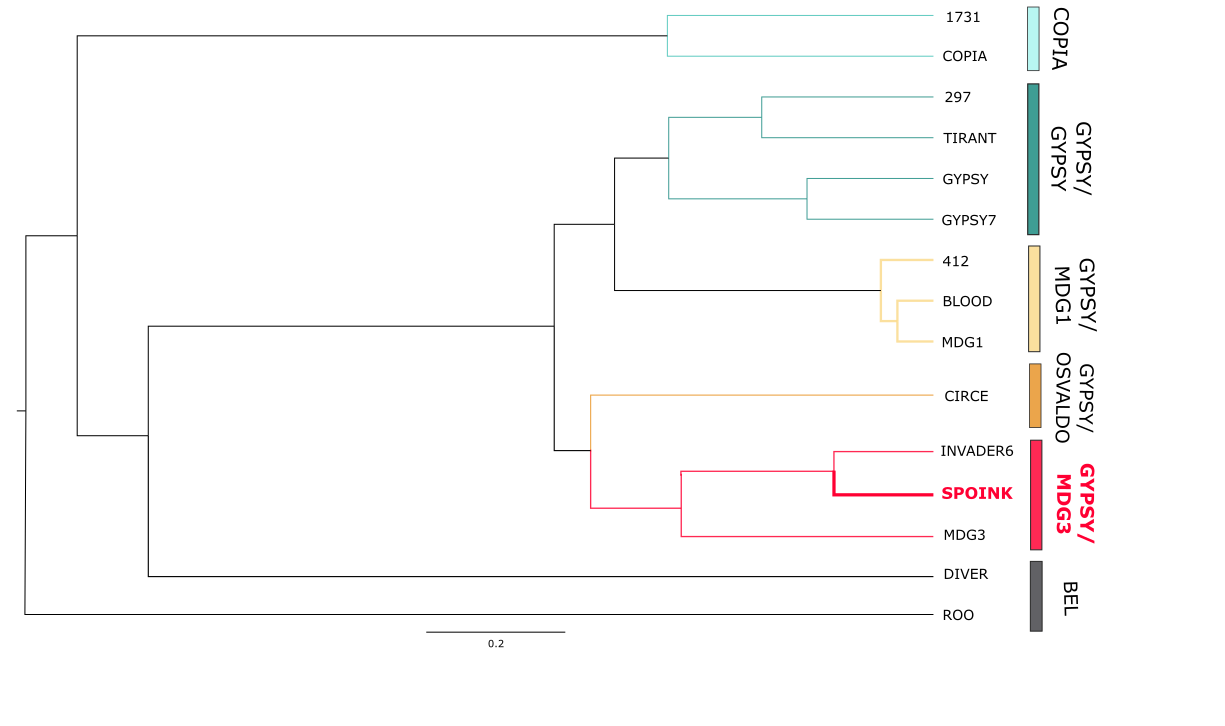 1731
COPIA
297
TIRANT
GYPSY
GYPSY7
412
BLOOD
MDG1
CIRCE
INVADER6
SPOINK
MDG3
DIVER
ROO
COPIA
GYPSY/
GYPSY
GYPSY/
MDG1
GYPSY/
OSVALDO
GYPSY/
MDG3
BEL
0.2